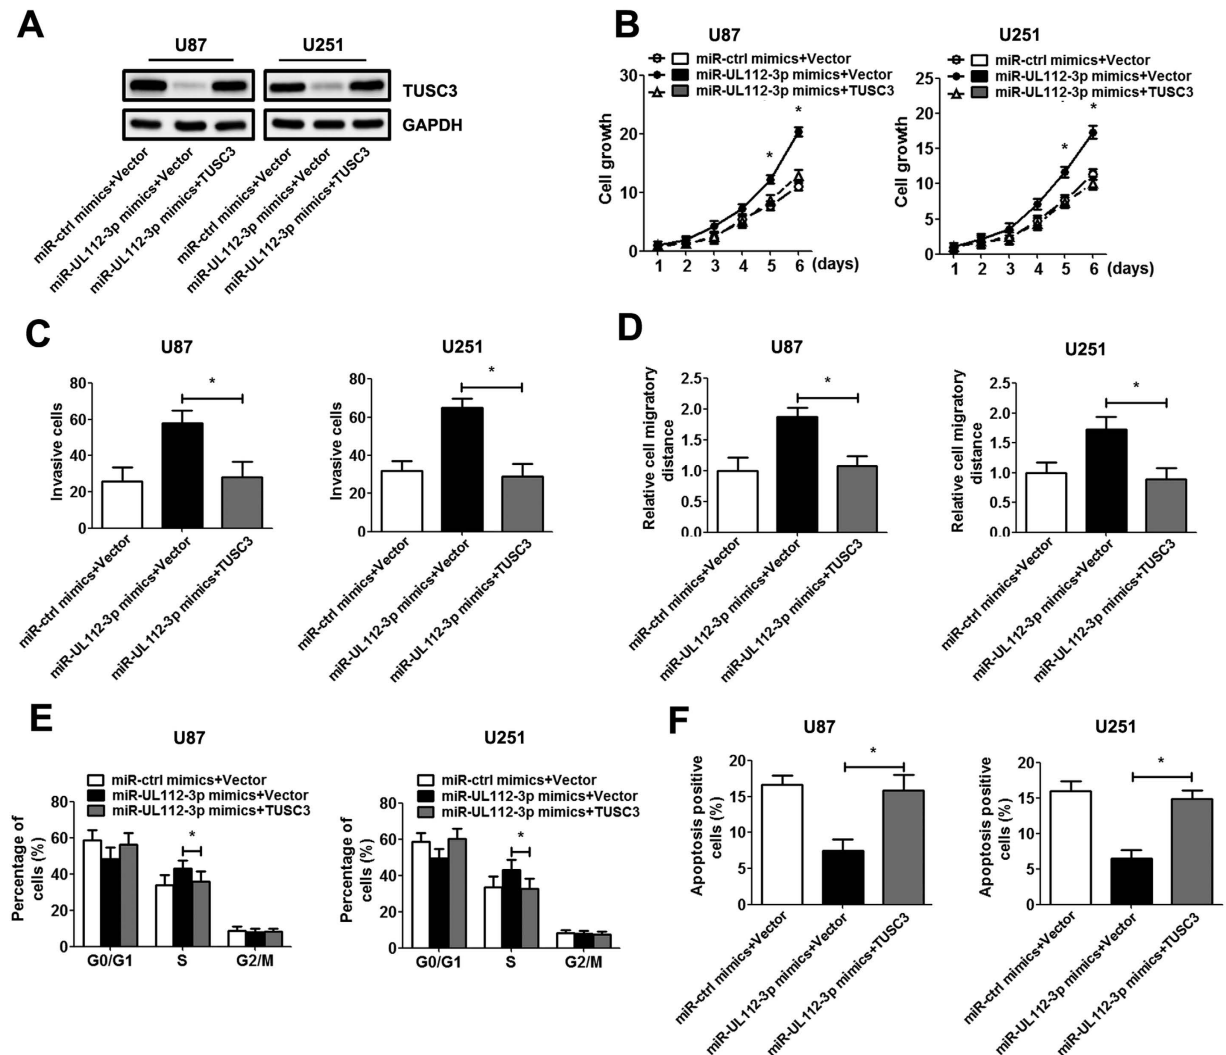 A
U87
U251
TUSC3
GAPDH
miR-ctrl mimics+Vector
miR-UL112-3p mimics+Vector
miR-UL112-3p mimics+TUSC3
miR-ctrl mimics+Vector
miR-UL112-3p mimics+Vector
miR-UL112-3p mimics+TUSC3
B
U87
miR-ctrl mimics+Vector
miR-UL112-3p mimics+Vector
miR-UL112-3p mimics+TUSC3
Cell growth
30
20
10
0
*
*
1 2 3 4 5 6 (days)
U251
miR-ctrl mimics+Vector
miR-UL112-3p mimics+Vector
miR-UL112-3p mimics+TUSC3
Cell growth
25
20
15
10
5
0
*
*
1 2 3 4 5 6 (days)
C
U87
Invasive cells
80
60
40
20
0
*
miR-ctrl mimics+Vector
miR-UL112-3p mimics+Vector
miR-UL112-3p mimics+TUSC3
U251
Invasive cells
80
60
40
20
0
*
miR-ctrl mimics+Vector
miR-UL112-3p mimics+Vector
miR-UL112-3p mimics+TUSC3
D
U87
Relative cell migratory
distance
2.5
2.0
1.5
1.0
0.5
0.0
*
miR-ctrl mimics+Vector
miR-UL112-3p mimics+Vector
miR-UL112-3p mimics+TUSC3
U251
Relative cell migratory
distance
2.5
2.0
1.5
1.0
0.5
0.0
*
miR-ctrl mimics+Vector
miR-UL112-3p mimics+Vector
miR-UL112-3p mimics+TUSC3
E
U87
miR-ctrl mimics+Vector
miR-UL112-3p mimics+Vector
miR-UL112-3p mimics+TUSC3
Percentage of
cells (%)
80
60
40
20
0
*
G0/G1 S G2/M
U251
miR-ctrl mimics+Vector
miR-UL112-3p mimics+Vector
miR-UL112-3p mimics+TUSC3
Percentage of
cells (%)
80
60
40
20
0
*
G0/G1 S G2/M
F
U87
Apoptosis positive
cells (%)
20
15
10
5
0
*
miR-ctrl mimics+Vector
miR-UL112-3p mimics+Vector
miR-UL112-3p mimics+TUSC3
U251
Apoptosis positive
cells (%)
20
15
10
5
0
*
miR-ctrl mimics+Vector
miR-UL112-3p mimics+Vector
miR-UL112-3p mimics+TUSC3